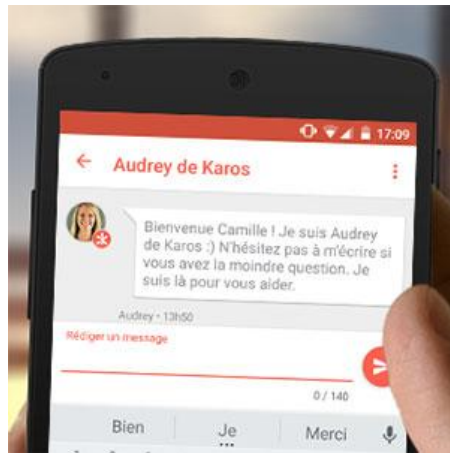 17:09
Audrey de Karos
Bienvenue Camille ! Je suis Audrey
de Karos :) N'hésitez pas à m'écrire si
vous avez la moindre question. Je
suis là pour vous aider.
Audrey • 13h50
Rédiger un message
0 / 140
Bien Je Merci